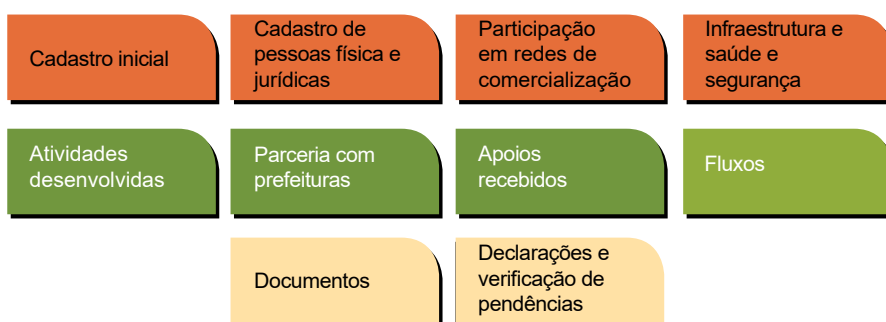 Cadastro inicial
Cadastro de
pessoas física e
jurídicas
Participação
em redes de
comercialização
Infraestrutura e
saúde e
segurança
Atividades
desenvolvidas
Parceria com
prefeituras
Apoios
recebidos
Fluxos
Documentos
Declarações e
verificação de
pendências